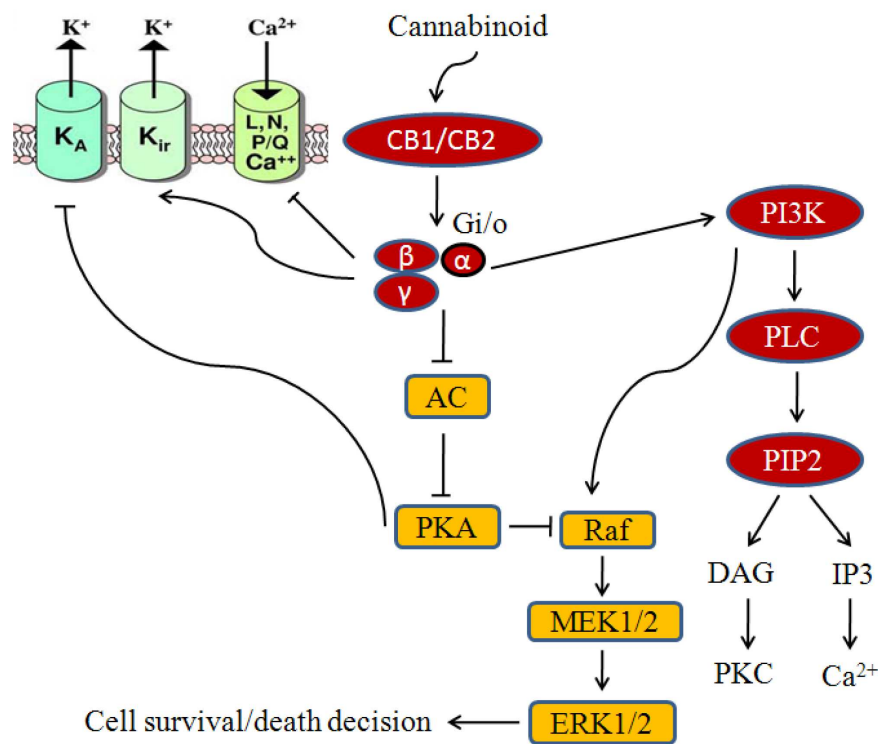 K⁺ K⁺ Ca²⁺ Cannabinoid
K_A K_ir L, N,
P/Q
Ca⁺⁺
CB1/CB2
Gi/o
β α
γ
PI3K
PLC
AC
PIP2
PKA Raf
DAG IP3
MEK1/2
PKC Ca²⁺
Cell survival/death decision ERK1/2